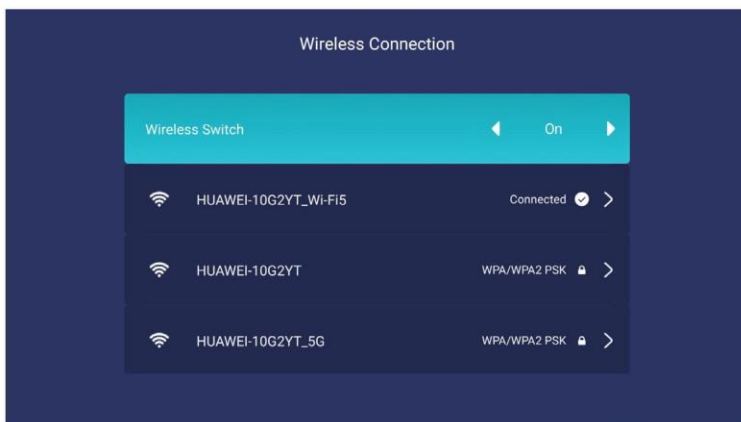 Wireless Connection
Wireless Switch On
HUAWEI-10G2YT_Wi-Fi5 Connected
HUAWEI-10G2YT WPA/WPA2 PSK
HUAWEI-10G2YT_5G WPA/WPA2 PSK